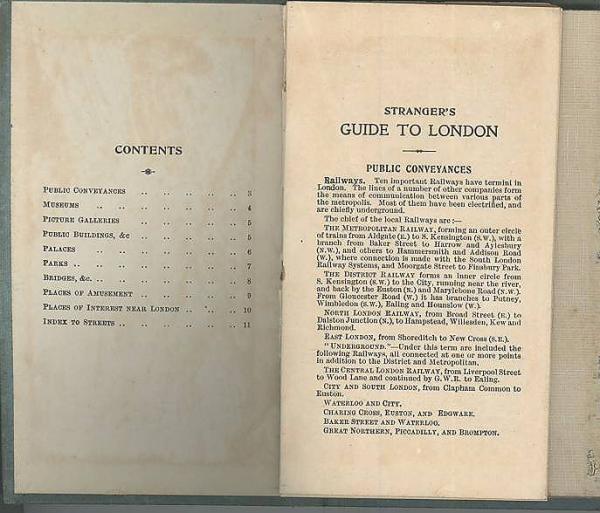 CONTENTS
PUBLIC CONVEYANCES .. .. .. .. .. 3
MUSEUMS .. .. .. .. .. .. 4
PICTURE GALLERIES .. .. .. .. .. 5
PUBLIC BUILDINGS, &c .. .. .. .. .. 5
PALACES .. .. .. .. .. .. 6
PARKS .. .. .. .. .. .. .. 7
BRIDGES, &c. .. .. .. .. .. .. 8
PLACES OF AMUSEMENT .. .. .. .. 9
PLACES OF INTEREST NEAR LONDON .. .. .. 10
INDEX TO STREETS .. .. .. .. .. 11
STRANGER'S
GUIDE TO LONDON
PUBLIC CONVEYANCES
Railways. Ten important Railways have termini in
London. The lines of a number of other companies form
the means of communication between various parts of
the metropolis. Most of them have been electrified, and
are chiefly underground.
The chief of the local Railways are :—
THE METROPOLITAN RAILWAY, forming an outer circle
of trains from Aldgate (E.) to S. Kensington (S.W.), with a
branch from Baker Street to Harrow and Aylesbury
(N.W.), and others to Hammersmith and Addison Road
(W.), where connection is made with the South London
Railway Systems, and Moorgate Street to Finsbury Park.
THE DISTRICT RAILWAY forms an inner circle from
S. Kensington (S.W.) to the City, running near the river,
and back by the Euston (N.) and Marylebone Road (N.W.).
From Gloucester Road (W.) it has branches to Putney,
Wimbledon (S.W.), Ealing and Hounslow (W.).
NORTH LONDON RAILWAY, from Broad Street (E.) to
Dalston Junction (N.), to Hampstead, Willesden, Kew and
Richmond.
EAST LONDON, from Shoreditch to New Cross (S.E.).
"UNDERGROUND."—Under this term are included the
following Railways, all connected at one or more points
in addition to the District and Metropolitan.
THE CENTRAL LONDON RAILWAY, from Liverpool Street
to Wood Lane and continued by G.W.R. to Ealing.
CITY AND SOUTH LONDON, from Clapham Common to
Euston.
WATERLOO AND CITY.
CHARING CROSS, EUSTON, AND EDGWARE.
BAKER STREET AND WATERLOO.
GREAT NORTHERN, PICCADILLY, AND BROMPTON.